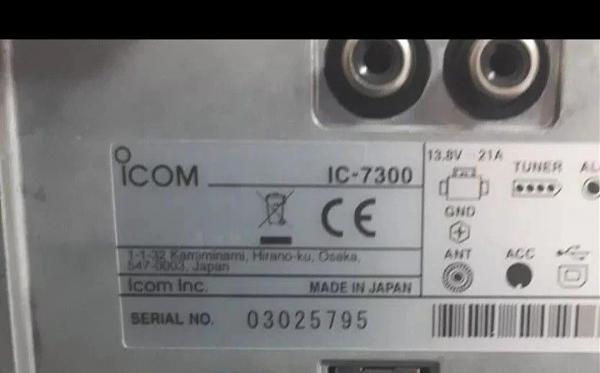 ICOM IC-7300
CE
1-1-32 Kamiminami, Hirano-ku, Osaka,
547-0003, Japan
Icom Inc. MADE IN JAPAN
SERIAL NO. 03025795
13.8V 21A
TUNER
GND
ANT
ACC